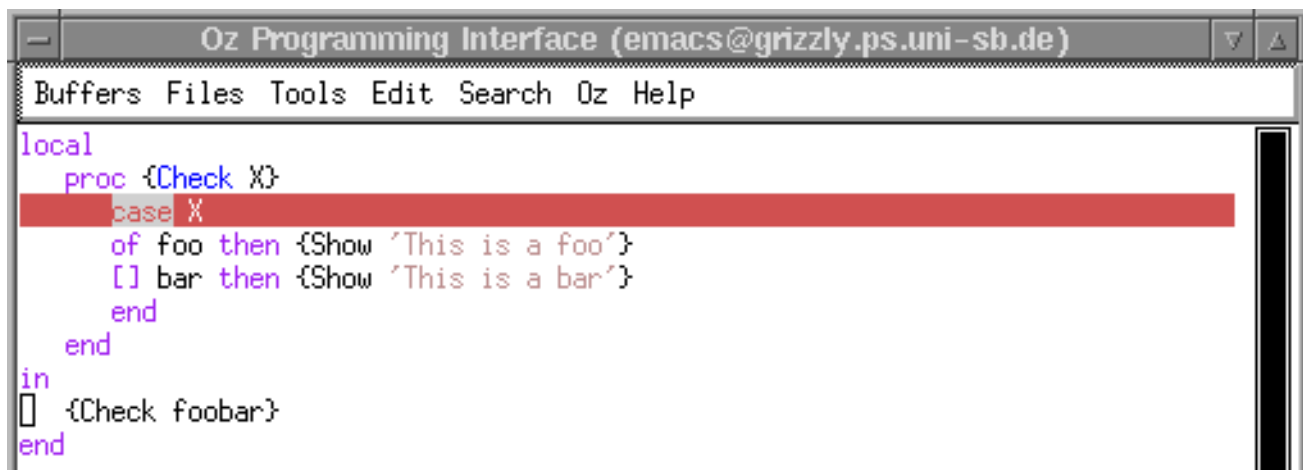 Oz Programming Interface (emacs@grizzly.ps.uni-sb.de)
Buffers Files Tools Edit Search Oz Help
local
   proc {Check X}
      case X
      of foo then {Show 'This is a foo'}
      [] bar then {Show 'This is a bar'}
      end
   end
in
   {Check foobar}
end